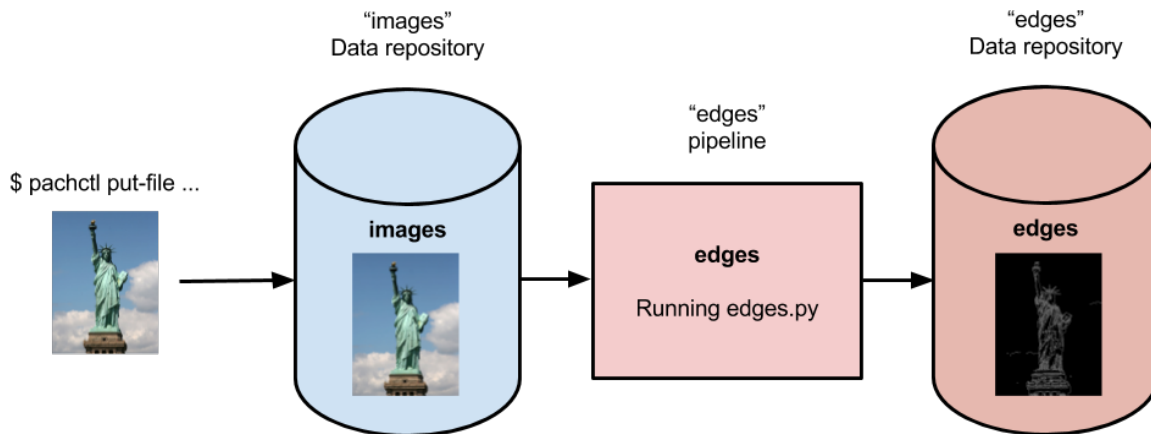 “images”
Data repository
“edges”
Data repository
“edges”
pipeline
$ pachctl put-file ...
images
edges
Running edges.py
edges